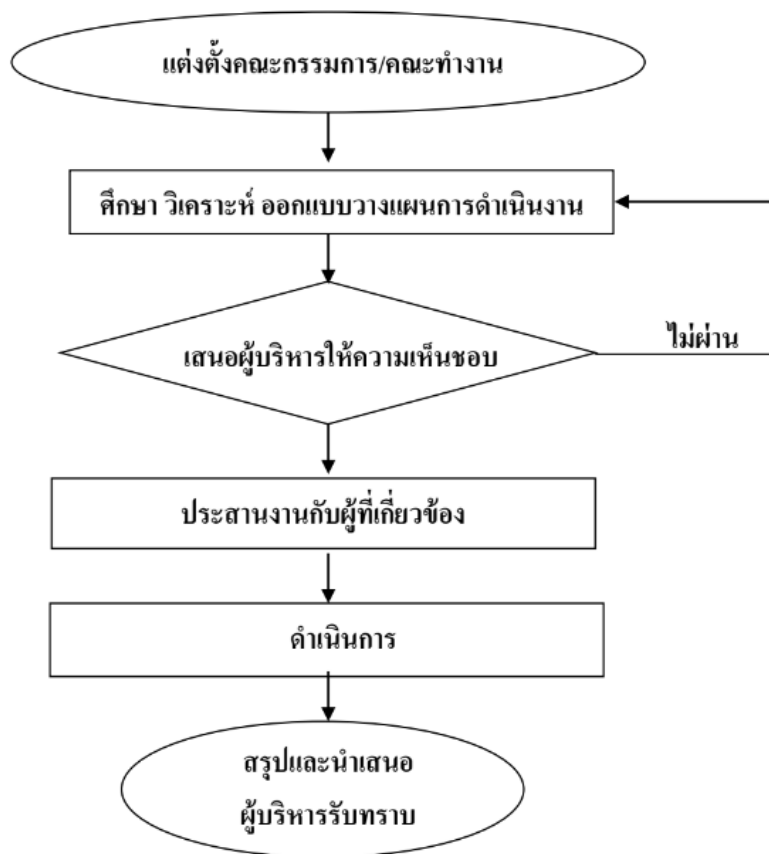 แต่งตั้งคณะกรรมการ/คณะทำงาน
ศึกษา วิเคราะห์ ออกแบบวางแผนการดำเนินงาน
เสนอผู้บริหารให้ความเห็นชอบ
ไม่ผ่าน
ประสานงานกับผู้ที่เกี่ยวข้อง
ดำเนินการ
สรุปและนำเสนอ
ผู้บริหารรับทราบ